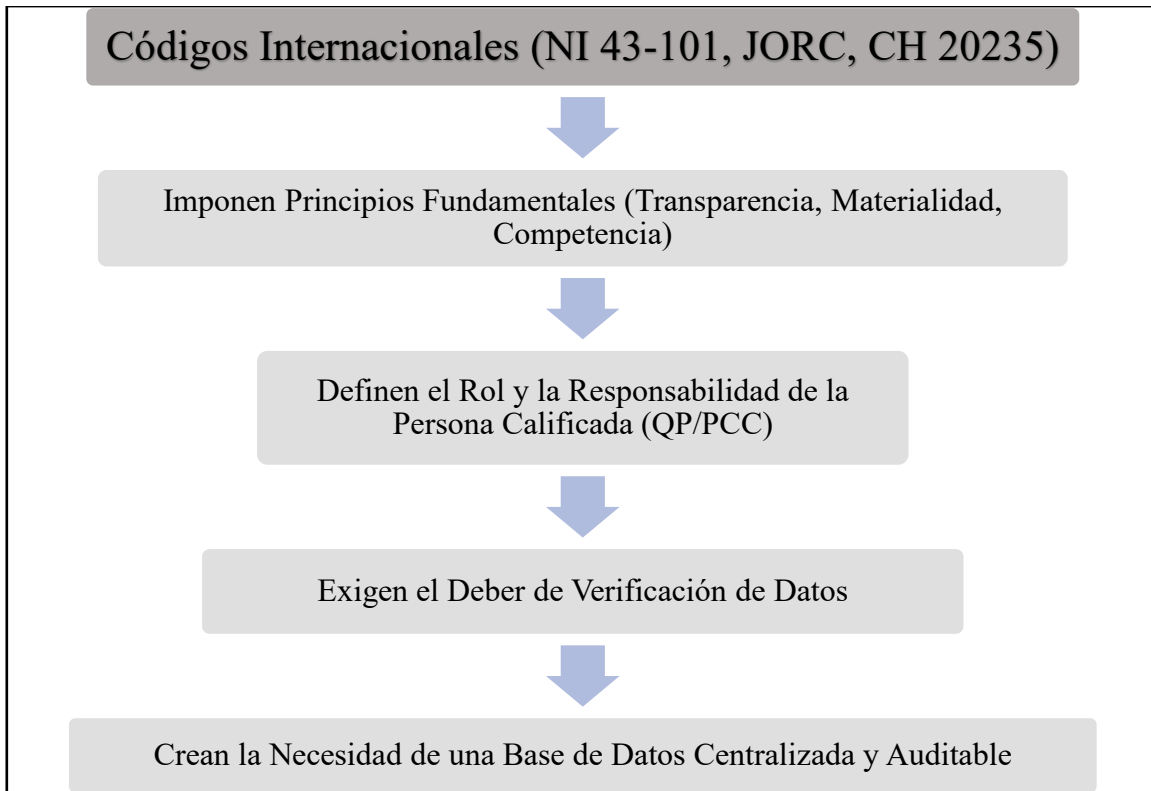 Códigos Internacionales (NI 43-101, JORC, CH 20235)
Imponen Principios Fundamentales (Transparencia, Materialidad,
Competencia)
Definen el Rol y la Responsabilidad de la
Persona Calificada (QP/PCC)
Exigen el Deber de Verificación de Datos
Crean la Necesidad de una Base de Datos Centralizada y Auditable